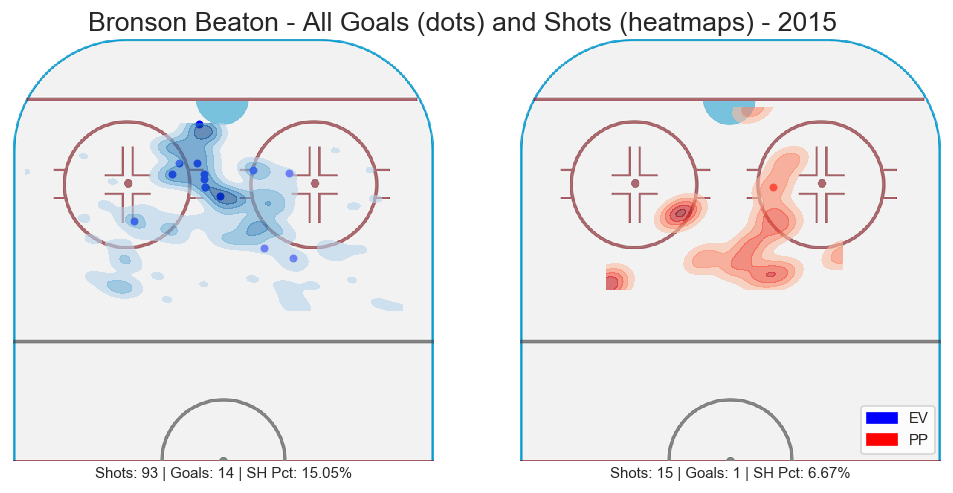 Bronson Beaton - All Goals (dots) and Shots (heatmaps) - 2015
EV
PP
Shots: 93 | Goals: 14 | SH Pct: 15.05%
Shots: 15 | Goals: 1 | SH Pct: 6.67%